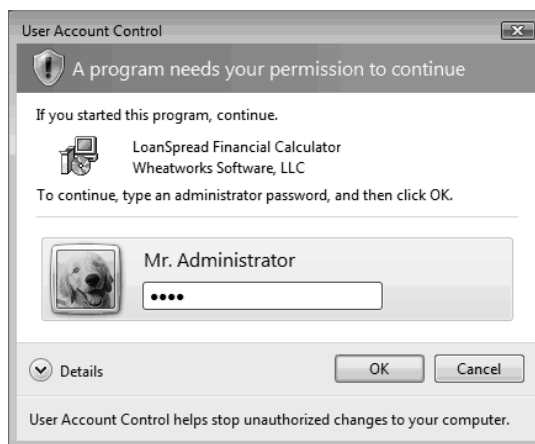 User Account Control
A program needs your permission to continue
If you started this program, continue.
LoanSpread Financial Calculator
Wheatworks Software, LLC
To continue, type an administrator password, and then click OK.
Mr. Administrator
••••
Details
OK
Cancel
User Account Control helps stop unauthorized changes to your computer.